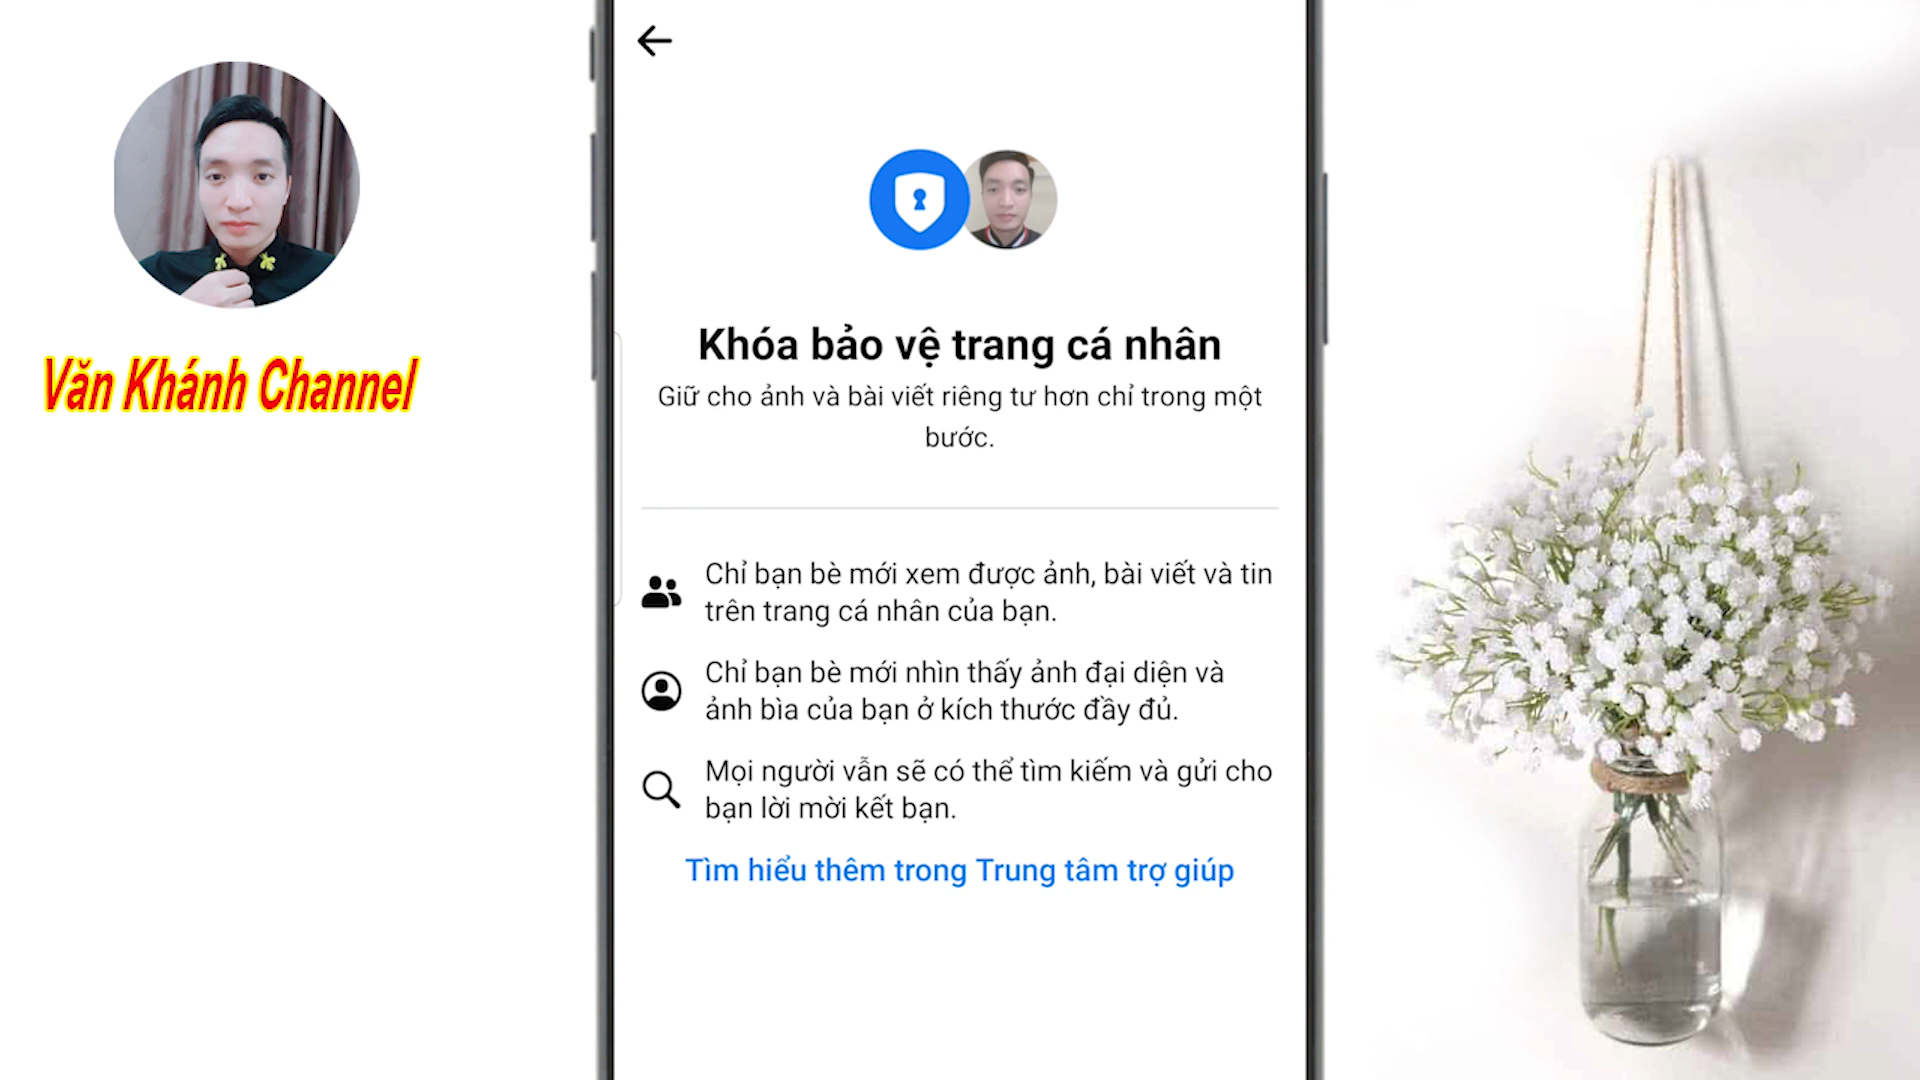 Văn Khánh Channel
Khóa bảo vệ trang cá nhân
Giữ cho ảnh và bài viết riêng tư hơn chỉ trong một
bước.
Chỉ bạn bè mới xem được ảnh, bài viết và tin
trên trang cá nhân của bạn.
Chỉ bạn bè mới nhìn thấy ảnh đại diện và
ảnh bìa của bạn ở kích thước đầy đủ.
Mọi người vẫn sẽ có thể tìm kiếm và gửi cho
bạn lời mời kết bạn.
Tìm hiểu thêm trong Trung tâm trợ giúp